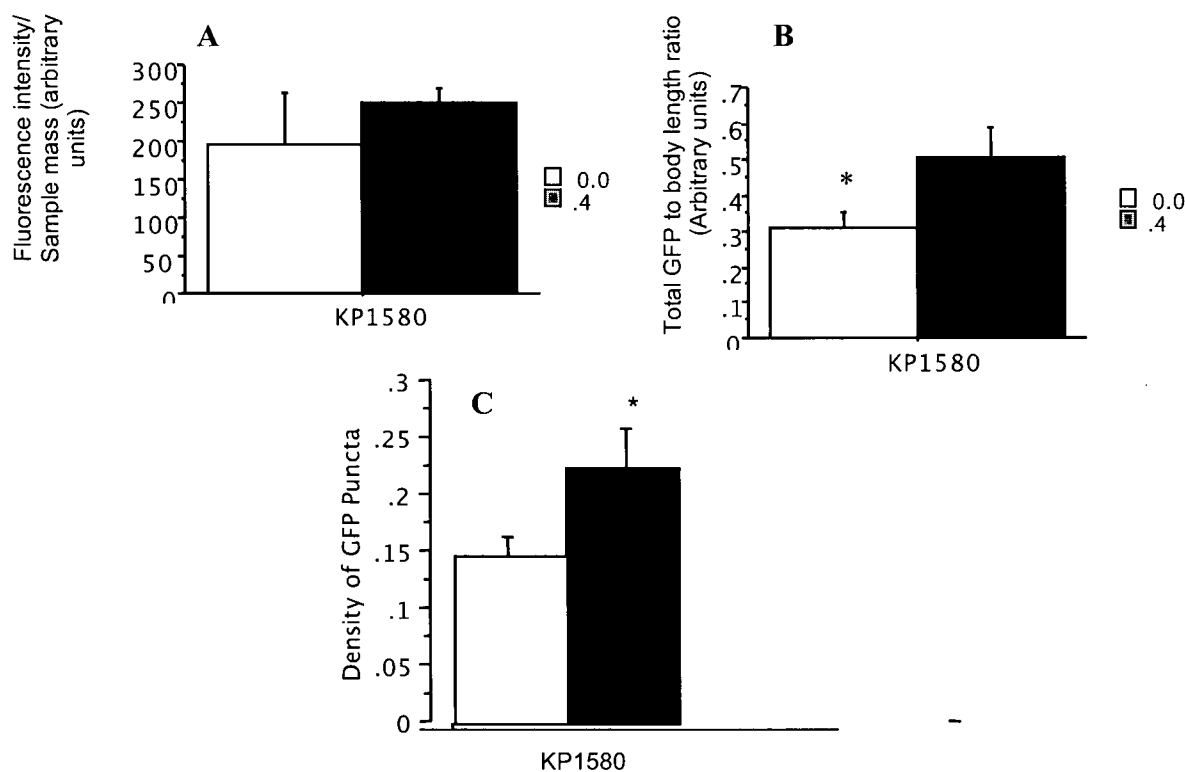 A
Fluorescence intensity/
Sample mass (arbitrary
units)
300
250
200
150
100
50
0
KP1580
0.0
.4
B
Total GFP to body length ratio
(Arbitrary units)
.7
.6
.5
.4
.3
.2
.1
0
*
KP1580
0.0
.4
C
Density of GFP Puncta
.3
.25
.2
.15
.1
.05
0
*
KP1580